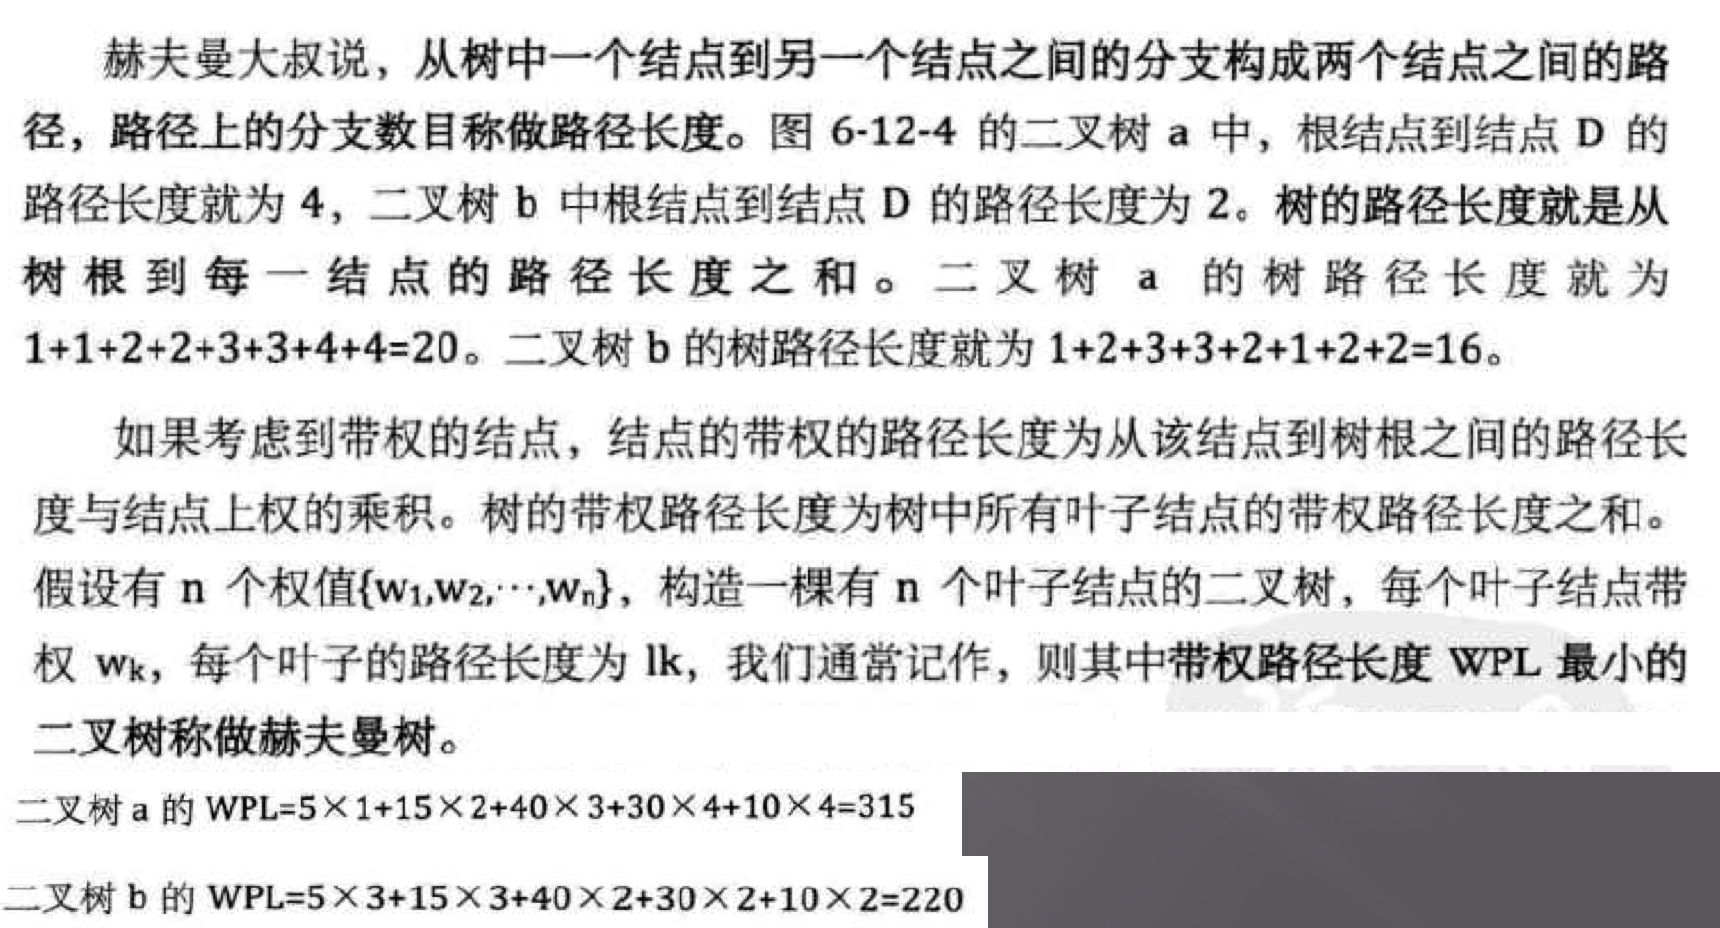 赫夫曼大叔说，从树中一个结点到另一个结点之间的分支构成两个结点之间的路
径，路径上的分支数目称做路径长度。图 6-12-4 的二叉树 a 中，根结点到结点 D 的
路径长度就为 4，二叉树 b 中根结点到结点 D 的路径长度为 2。树的路径长度就是从
树根到每一结点的路径长度之和。二叉树 a 的树路径长度就为
1+1+2+2+3+3+4+4=20。二叉树 b 的树路径长度就为 1+2+3+3+2+1+2+2=16。
如果考虑到带权的结点，结点的带权的路径长度为从该结点到树根之间的路径长
度与结点上权的乘积。树的带权路径长度为树中所有叶子结点的带权路径长度之和。
假设有 n 个权值{w₁,w₂,…,wₙ}，构造一棵有 n 个叶子结点的二叉树，每个叶子结点带
权 wₖ，每个叶子的路径长度为 lk，我们通常记作，则其中带权路径长度 WPL 最小的
二叉树称做赫夫曼树。
二叉树 a 的 WPL=5×1+15×2+40×3+30×4+10×4=315
二叉树 b 的 WPL=5×3+15×3+40×2+30×2+10×2=220